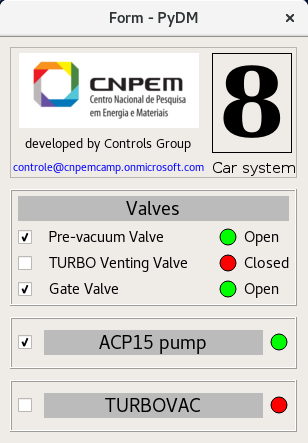 Form - PyDM
CNPEM
Centro Nacional de Pesquisa
em Energia e Materiais
8
developed by Controls Group
controle@cnpemcamp.onmicrosoft.com
Car system
Valves
Pre-vacuum Valve Open
TURBO Venting Valve Closed
Gate Valve Open
ACP15 pump
TURBOVAC